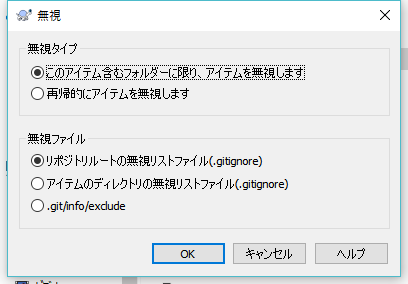 無視
無視タイプ
このアイテム含むフォルダーに限り、アイテムを無視します
再帰的にアイテムを無視します
無視ファイル
リポジトリルートの無視リストファイル(.gitignore)
アイテムのディレクトリの無視リストファイル(.gitignore)
.git/info/exclude
OK
キャンセル
ヘルプ